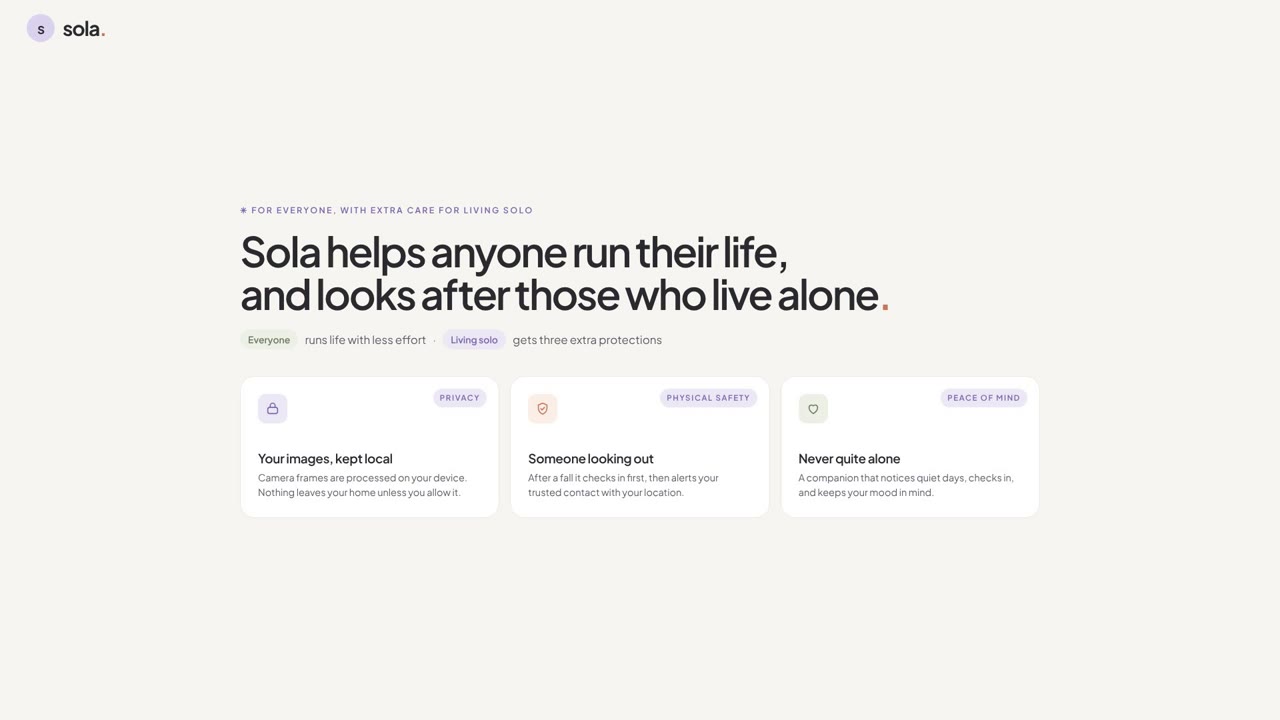 s sola.
✳ FOR EVERYONE, WITH EXTRA CARE FOR LIVING SOLO
Sola helps anyone run their life,
and looks after those who live alone.
Everyone runs life with less effort · Living solo gets three extra protections
PRIVACY
Your images, kept local
Camera frames are processed on your device.
Nothing leaves your home unless you allow it.
PHYSICAL SAFETY
Someone looking out
After a fall it checks in first, then alerts your
trusted contact with your location.
PEACE OF MIND
Never quite alone
A companion that notices quiet days, checks in,
and keeps your mood in mind.